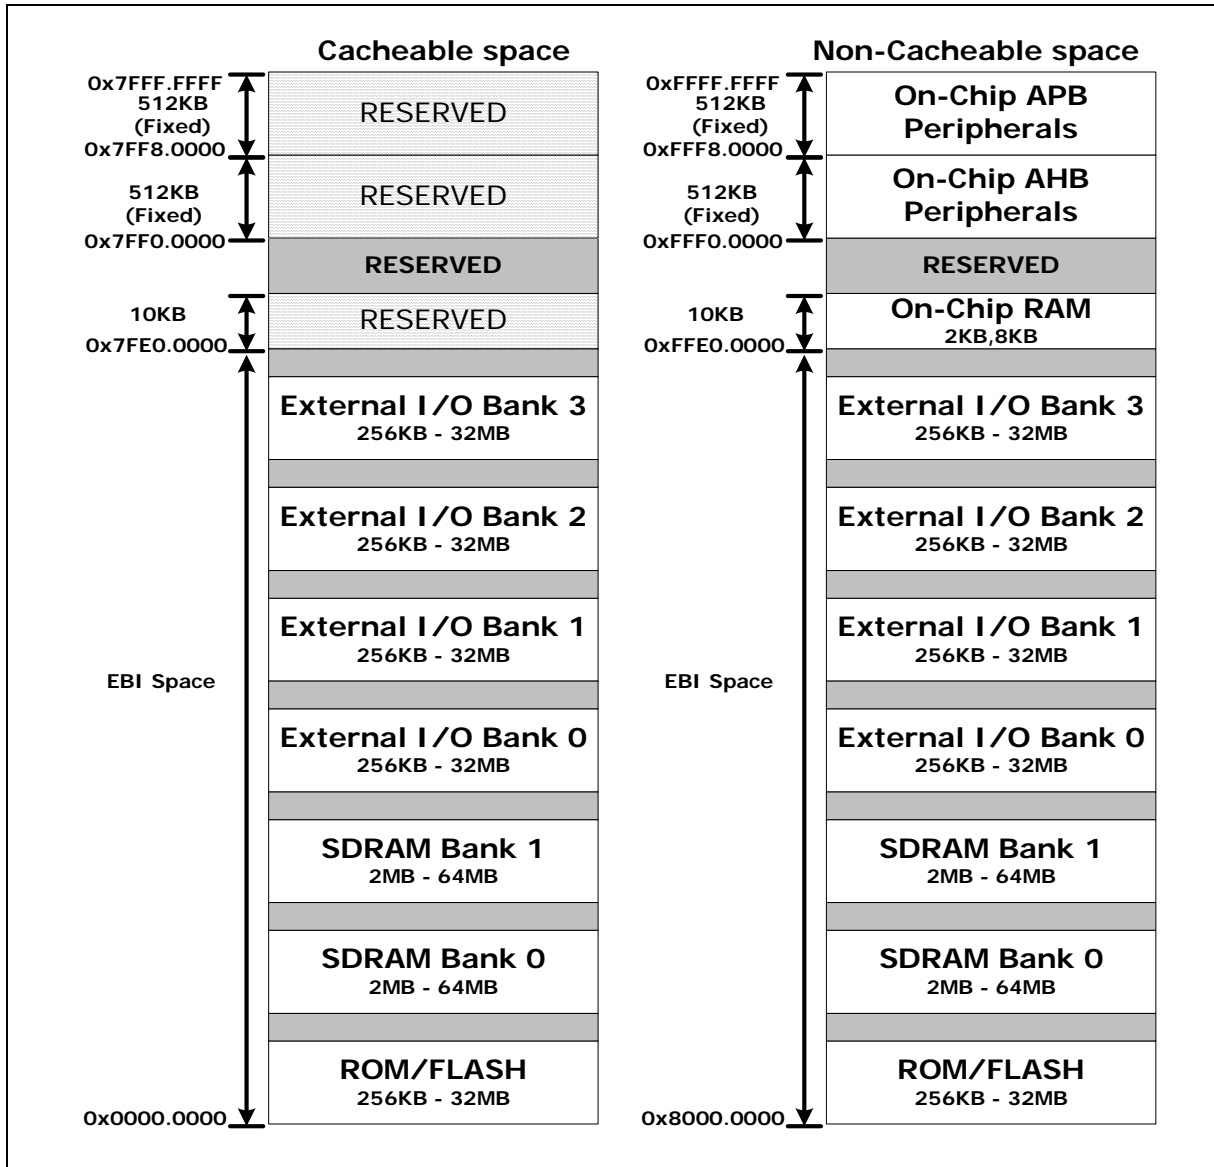 Cacheable space
0x7FFF.FFFF
512KB
(Fixed)
0x7FF8.0000
RESERVED
512KB
(Fixed)
0x7FF0.0000
RESERVED
RESERVED
10KB
0x7FE0.0000
RESERVED
External I/O Bank 3
256KB - 32MB
External I/O Bank 2
256KB - 32MB
External I/O Bank 1
256KB - 32MB
EBI Space
External I/O Bank 0
256KB - 32MB
SDRAM Bank 1
2MB - 64MB
SDRAM Bank 0
2MB - 64MB
ROM/FLASH
256KB - 32MB
0x0000.0000
Non-Cacheable space
0xFFFF.FFFF
512KB
(Fixed)
0xFFF8.0000
On-Chip APB
Peripherals
512KB
(Fixed)
0xFFF0.0000
On-Chip AHB
Peripherals
RESERVED
10KB
0xFFE0.0000
On-Chip RAM
2KB,8KB
External I/O Bank 3
256KB - 32MB
External I/O Bank 2
256KB - 32MB
External I/O Bank 1
256KB - 32MB
EBI Space
External I/O Bank 0
256KB - 32MB
SDRAM Bank 1
2MB - 64MB
SDRAM Bank 0
2MB - 64MB
ROM/FLASH
256KB - 32MB
0x8000.0000